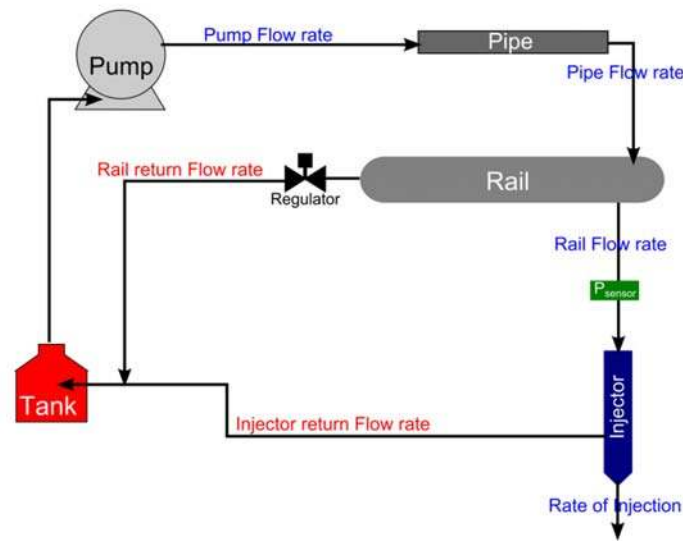 Pump Flow rate
Pipe
Pump
Pipe Flow rate
Rail return Flow rate
Rail
Regulator
Rail Flow rate
Psensor
Injector
Tank
Injector return Flow rate
Rate of Injection